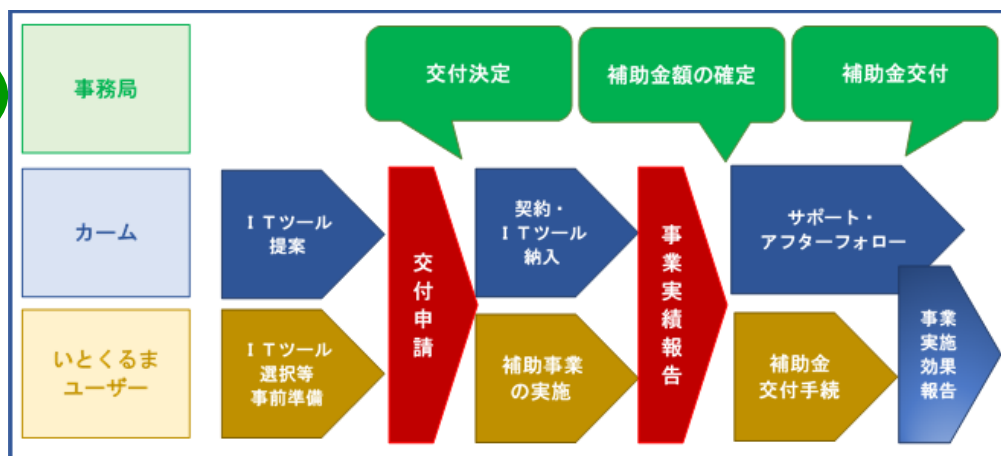 事務局
交付決定
補助金額の確定
補助金交付
カーム
ＩＴツール
提案
交付申請
契約・
ＩＴツール
納入
事業実績報告
サポート・
アフターフォロー
いとくるま
ユーザー
ＩＴツール
選択等
事前準備
補助事業
の実施
補助金
交付手続
事業
実施
効果
報告